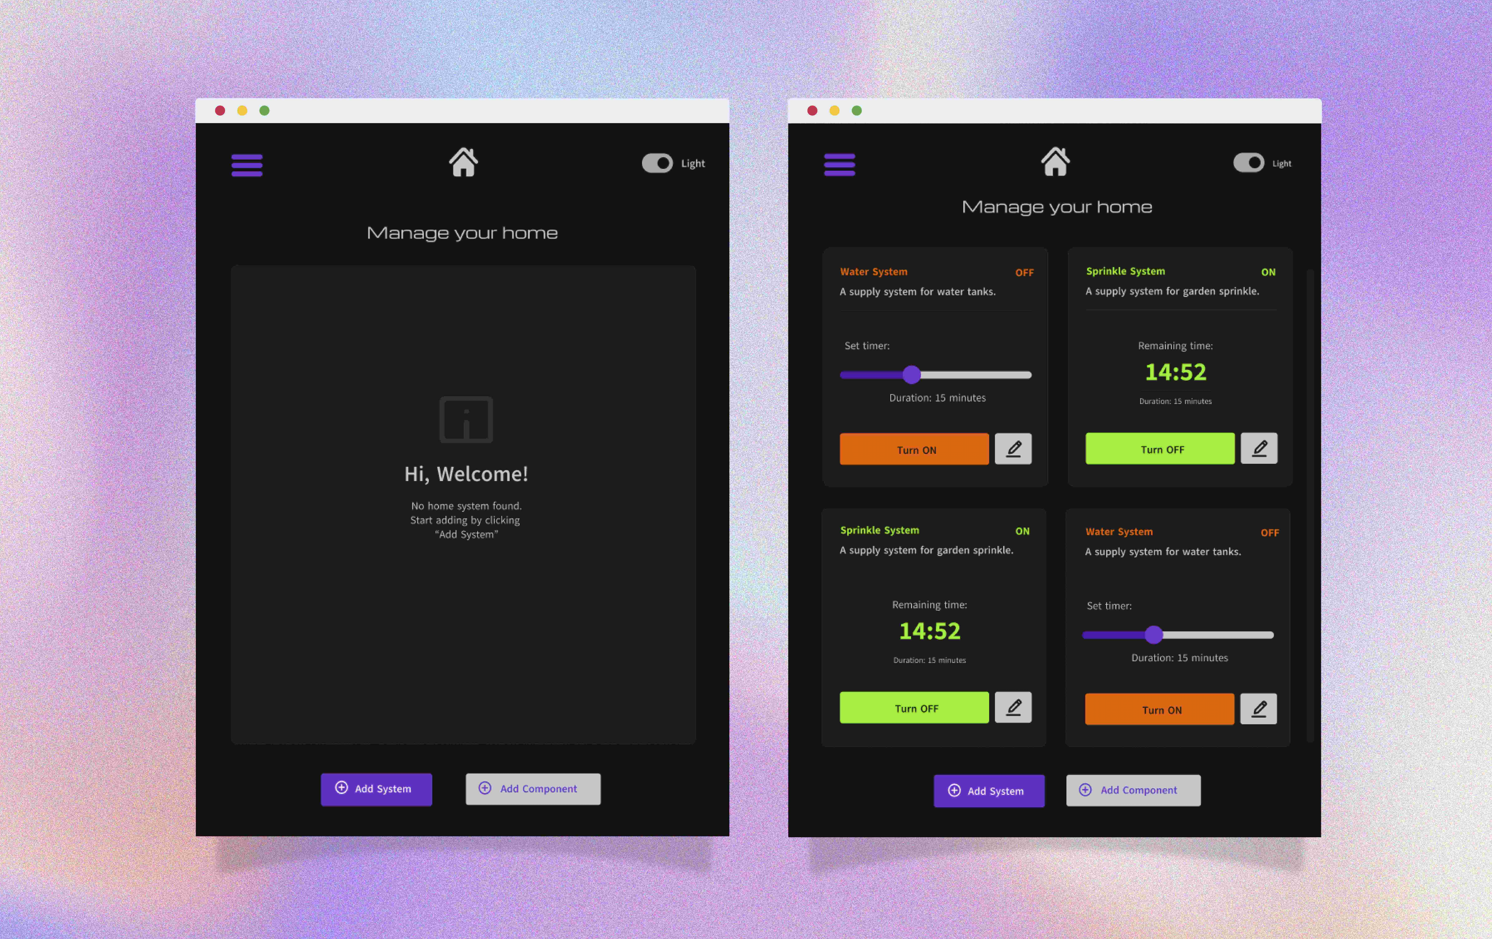 Light
Manage your home
Hi, Welcome!
No home system found.
Start adding by clicking
“Add System”
Add System
Add Component
Light
Manage your home
Water System
OFF
A supply system for water tanks.
Set timer:
Duration: 15 minutes
Turn ON
Sprinkle System
ON
A supply system for garden sprinkle.
Remaining time:
14:52
Duration: 15 minutes
Turn OFF
Sprinkle System
ON
A supply system for garden sprinkle.
Remaining time:
14:52
Duration: 15 minutes
Turn OFF
Water System
OFF
A supply system for water tanks.
Set timer:
Duration: 15 minutes
Turn ON
Add System
Add Component